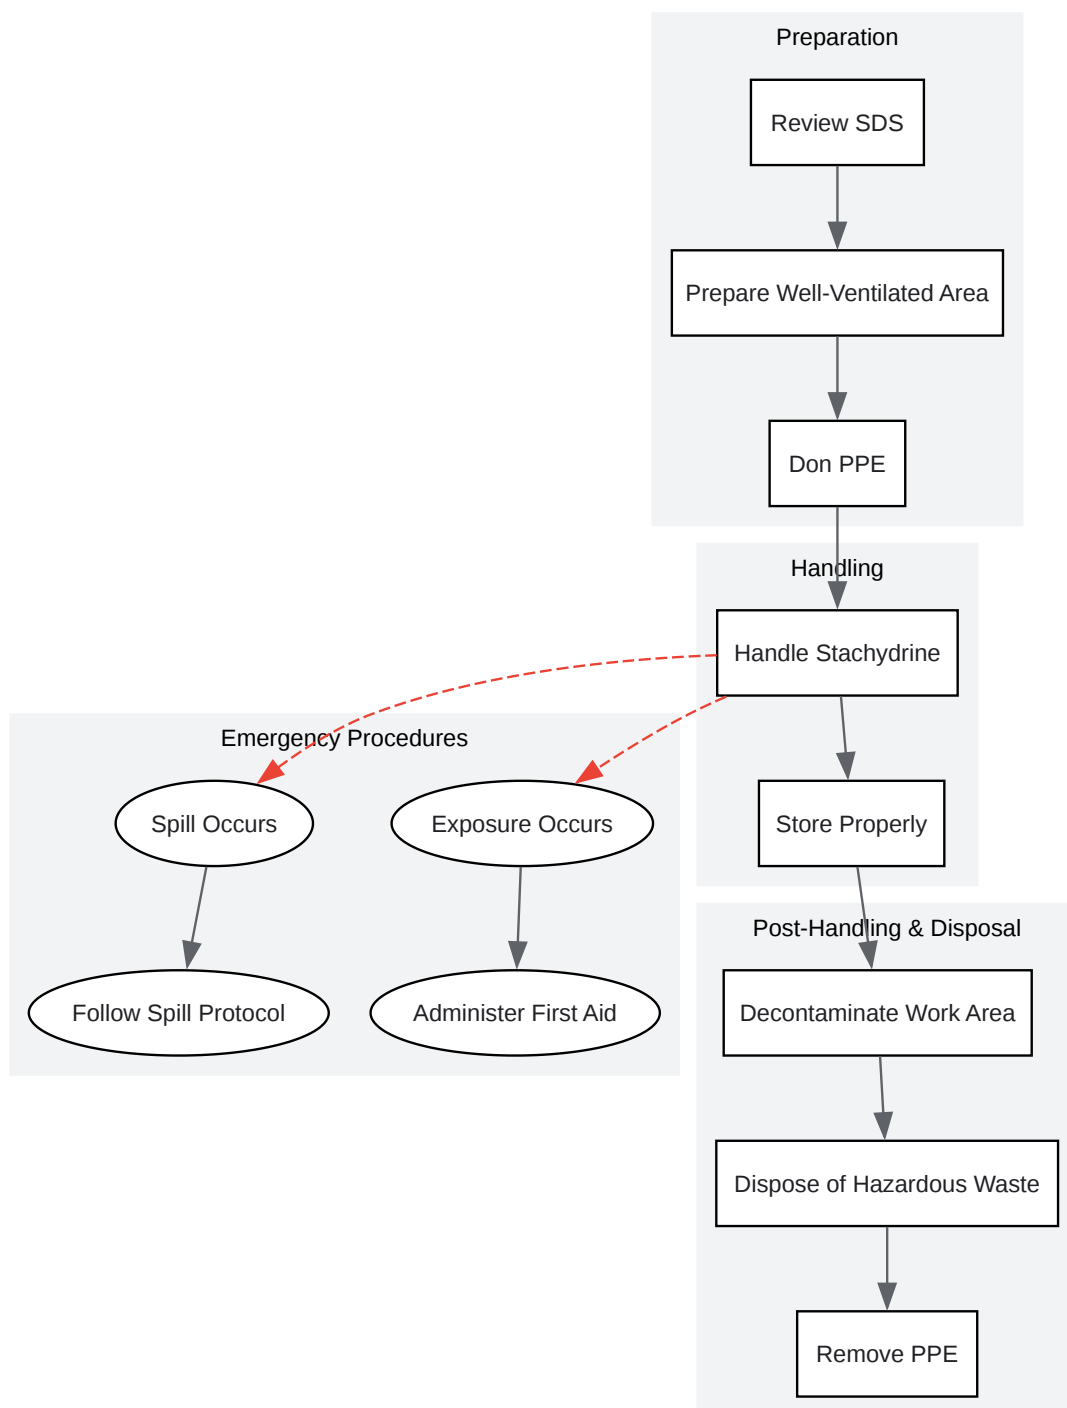 Preparation
Review SDS
Prepare Well-Ventilated Area
Don PPE
Handling
Handle Stachydrine
Emergency Procedures
Spill Occurs
Exposure Occurs
Store Properly
Post-Handling & Disposal
Follow Spill Protocol
Administer First Aid
Decontaminate Work Area
Dispose of Hazardous Waste
Remove PPE